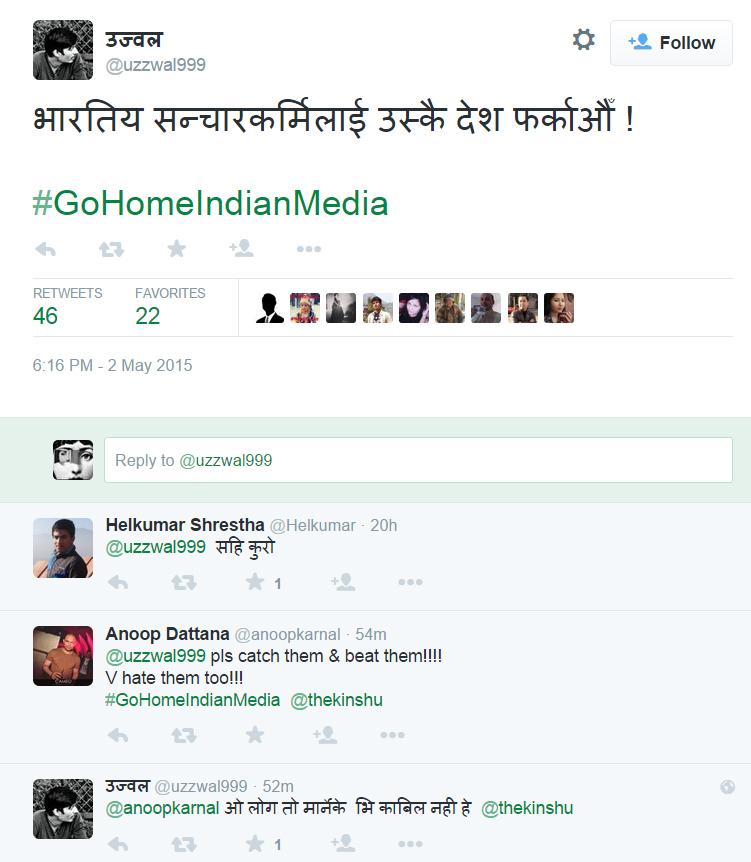 उज्वल
@uzzwal999
Follow
भारतिय सन्चारकर्मिलाई उस्कै देश फर्काऔँ !
#GoHomeIndianMedia
RETWEETS FAVORITES
46 22
6:16 PM - 2 May 2015
Reply to @uzzwal999
Helkumar Shrestha @Helkumar · 20h
@uzzwal999 सहि कुरो
1
Anoop Dattana @anoopkarnal · 54m
@uzzwal999 pls catch them & beat them!!!!
V hate them too!!!
#GoHomeIndianMedia @thekinshu
उज्वल @uzzwal999 · 52m
@anoopkarnal ओ लोग तो मार्नेके भि काबिल नही हे @thekinshu
1